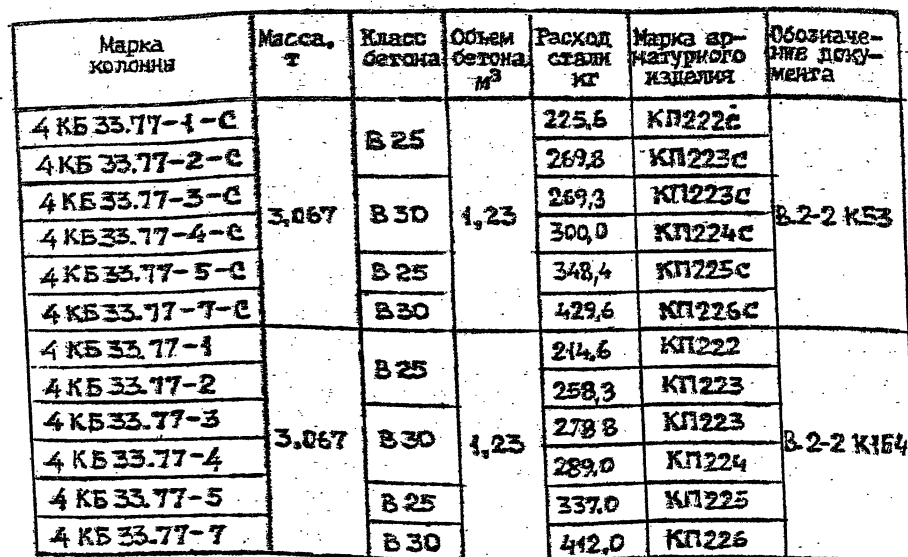 Марка колонны Масса, т Класс бетона Объем бетона, м³ Расход стали кг Марка арматурного изделия Обозначение документа
4КБ33.77-1-С 3,067 В25 1,23 225,6 КП222с В.2-2 К53
4КБ33.77-2-С 269,8 КП223С
4КБ33.77-3-С В30 269,3 КП223С
4КБ33.77-4-С 300,0 КП224С
4КБ33.77-5-С В25 348,4 КП225С
4КБ33.77-7-С В30 429,6 КП226С
4КБ33.77-1 3.067 В25 1,23 214,6 КП222 В.2-2 К154
4КБ33.77-2 258,3 КП223
4КБ33.77-3 В30 278 8 КП223
4КБ33.77-4 289,0 КП224
4КБ33.77-5 В25 337.0 КП225
4КБ33.77-7 В30 412,0 КП226